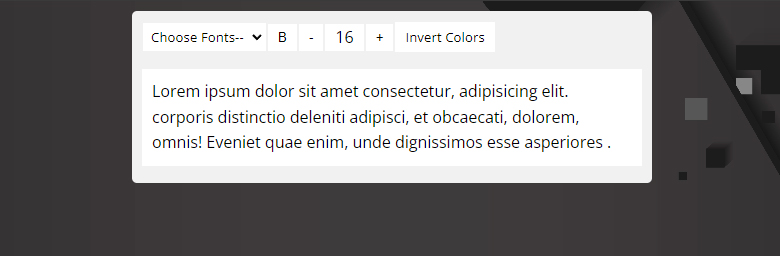 Choose Fonts-- B - 16 + Invert Colors
Lorem ipsum dolor sit amet consectetur, adipisicing elit.
corporis distinctio deleniti adipisci, et obcaecati, dolorem,
omnis! Eveniet quae enim, unde dignissimos esse asperiores .